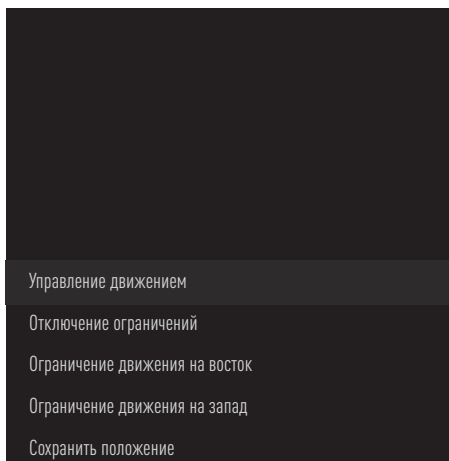 Управление движением
Отключение ограничений
Ограничение движения на восток
Ограничение движения на запад
Сохранить положение